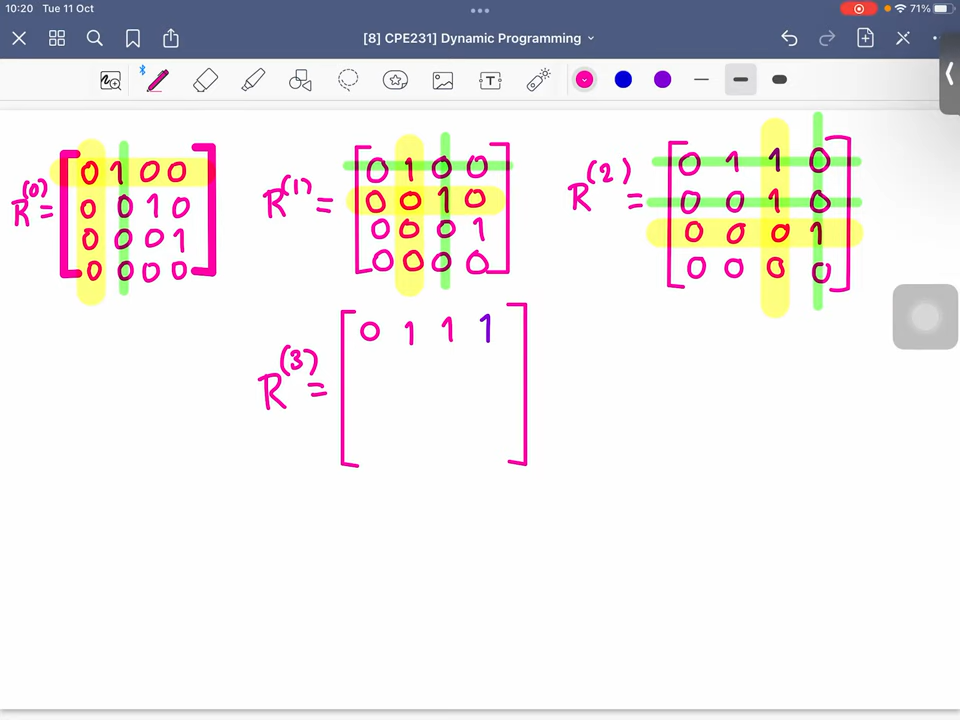 10:20 Tue 11 Oct
71%
[8] CPE231] Dynamic Programming
T
R(0) =
0 1 0 0
0 0 1 0
0 0 0 1
0 0 0 0
R(1) =
0 1 0 0
0 0 1 0
0 0 0 1
0 0 0 0
R(2) =
0 1 1 0
0 0 1 0
0 0 0 1
0 0 0 0
R(3) =
0 1 1 1